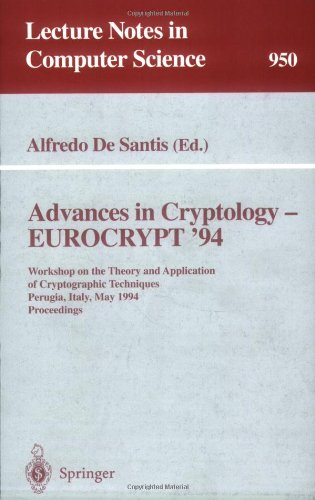 Lecture Notes in
Computer Science 950
Alfredo De Santis (Ed.)
Advances in Cryptology –
EUROCRYPT ’94
Workshop on the Theory and Application
of Cryptographic Techniques
Perugia, Italy, May 1994
Proceedings
Springer